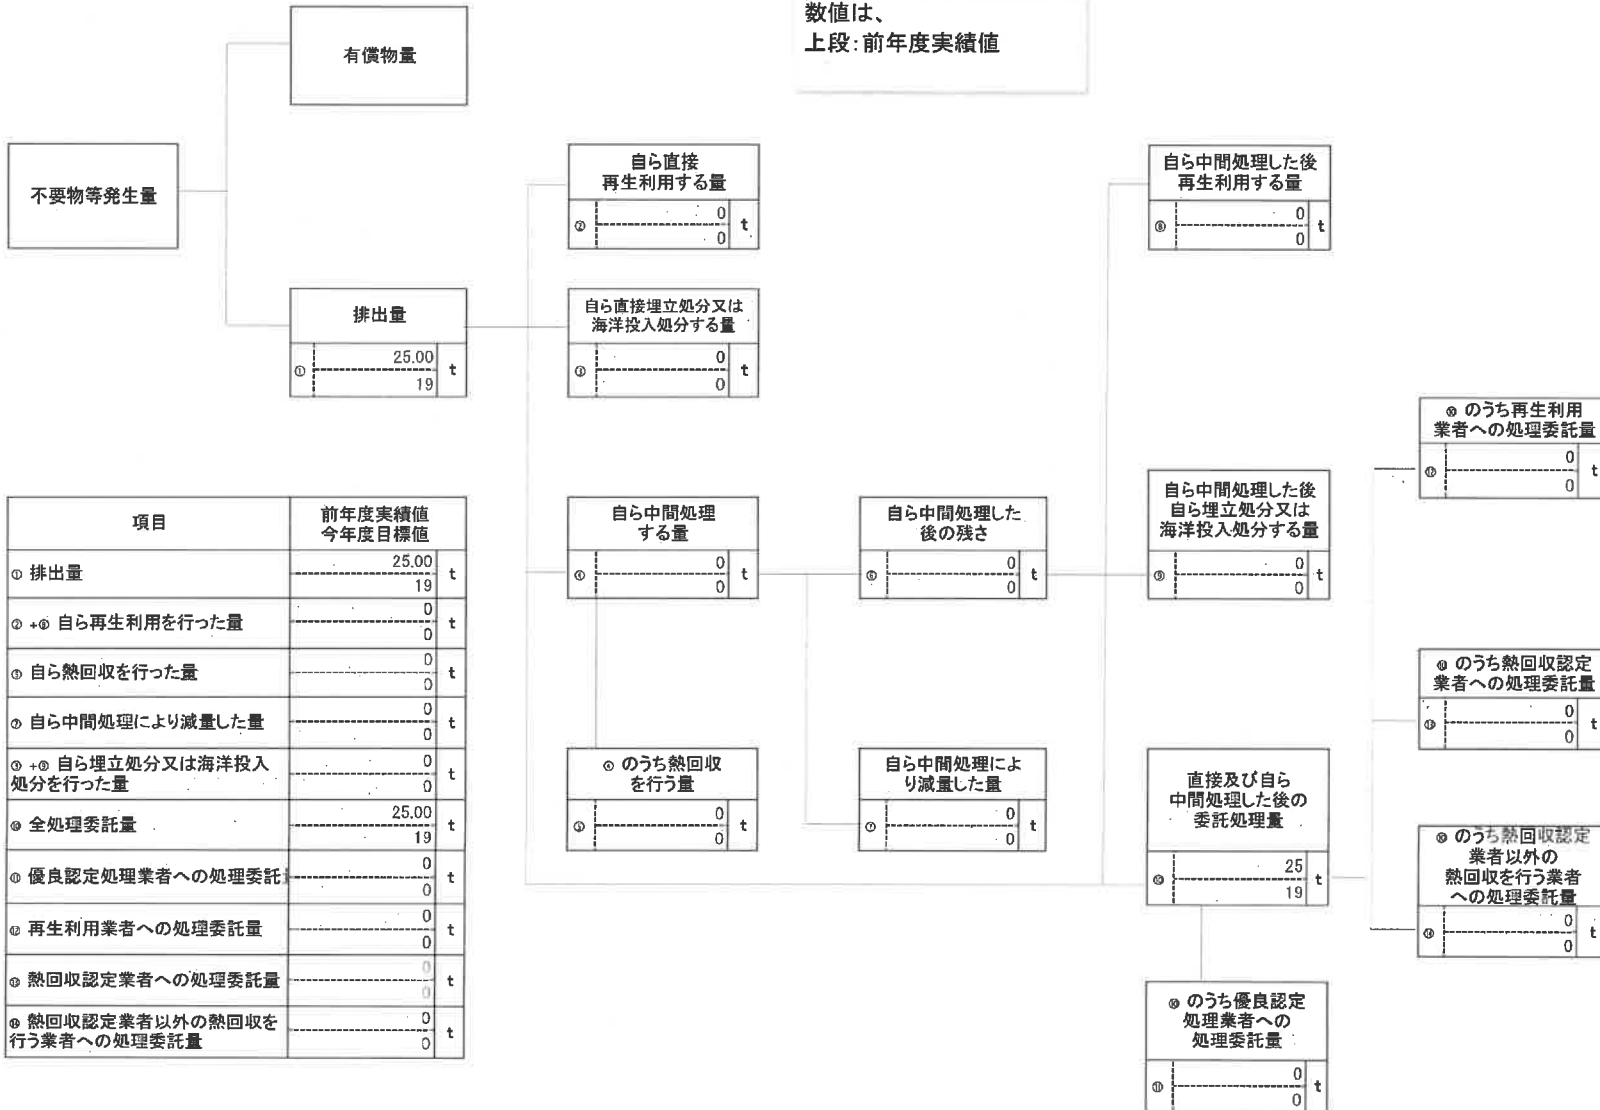 数値は、
上段：前年度実績値
有償物量
不要物等発生量
排出量
① 25.00 t
19
自ら直接
再生利用する量
② 0 t
0
自ら直接埋立処分又は
海洋投入処分する量
③ 0 t
0
自ら中間処理
する量
④ 0 t
0
④ のうち熱回収
を行う量
⑤ 0 t
0
自ら中間処理した
後の残さ
⑥ 0 t
0
自ら中間処理によ
り減量した量
⑦ 0 t
0
自ら中間処理した後
再生利用する量
⑧ 0 t
0
自ら中間処理した後
自ら埋立処分又は
海洋投入処分する量
⑨ 0 t
0
直接及び自ら
中間処理した後の
委託処理量
⑩ 25 t
19
⑩ のうち優良認定
処理業者への
処理委託量
⑪ 0 t
0
⑩ のうち再生利用
業者への処理委託量
⑫ 0 t
0
⑩ のうち熱回収認定
業者への処理委託量
⑬ 0 t
0
⑩ のうち熱回収認定
業者以外の
熱回収を行う業者
への処理委託量
⑭ 0 t
0
項目 前年度実績値
今年度目標値
① 排出量 25.00 t
19
② +⑧ 自ら再生利用を行った量 0 t
0
⑤ 自ら熱回収を行った量 0 t
0
⑦ 自ら中間処理により減量した量 0 t
0
③ +⑨ 自ら埋立処分又は海洋投入
処分を行った量 0 t
0
⑩ 全処理委託量 25.00 t
19
⑪ 優良認定処理業者への処理委託 0 t
0
⑫ 再生利用業者への処理委託量 0 t
0
⑬ 熱回収認定業者への処理委託量 0 t
0
⑭ 熱回収認定業者以外の熱回収を
行う業者への処理委託量 0 t
0